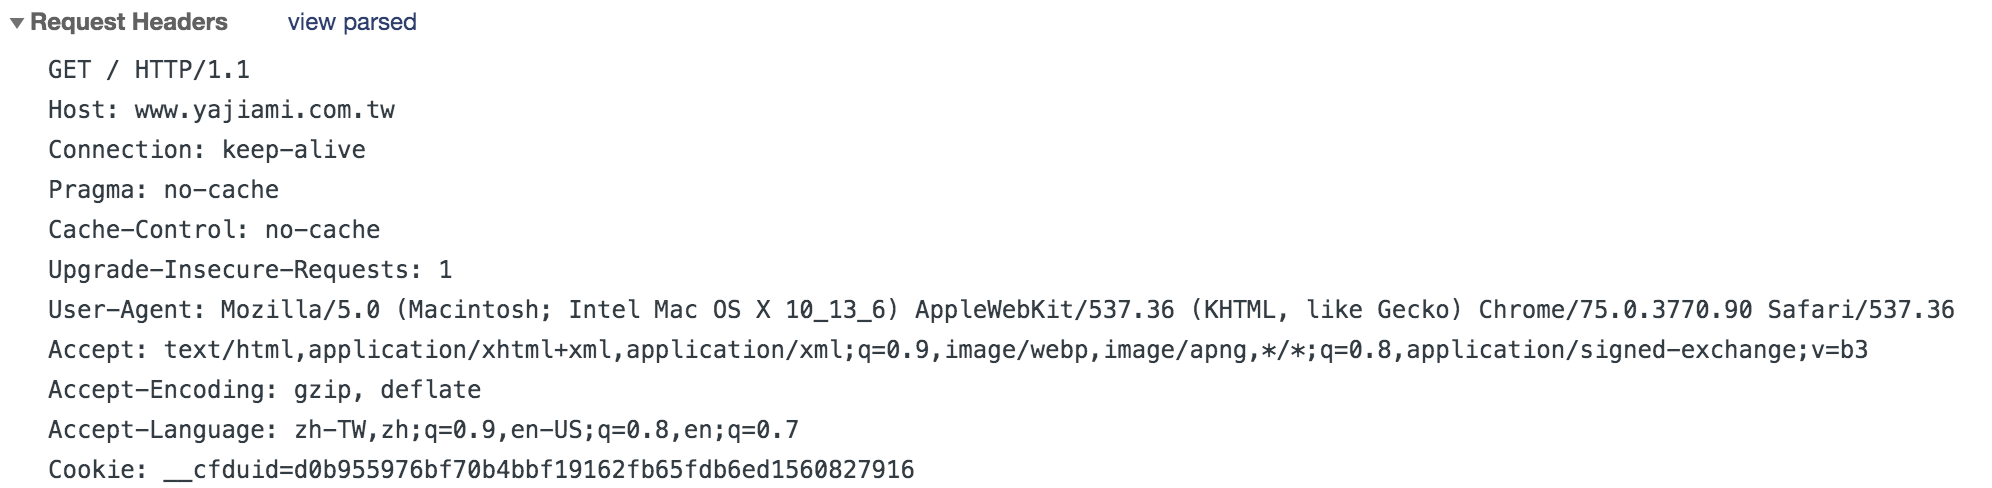 Request Headers view parsed
GET / HTTP/1.1
Host: www.yajiami.com.tw
Connection: keep-alive
Pragma: no-cache
Cache-Control: no-cache
Upgrade-Insecure-Requests: 1
User-Agent: Mozilla/5.0 (Macintosh; Intel Mac OS X 10_13_6) AppleWebKit/537.36 (KHTML, like Gecko) Chrome/75.0.3770.90 Safari/537.36
Accept: text/html,application/xhtml+xml,application/xml;q=0.9,image/webp,image/apng,*/*;q=0.8,application/signed-exchange;v=b3
Accept-Encoding: gzip, deflate
Accept-Language: zh-TW,zh;q=0.9,en-US;q=0.8,en;q=0.7
Cookie: __cfduid=d0b955976bf70b4bbf19162fb65fdb6ed1560827916